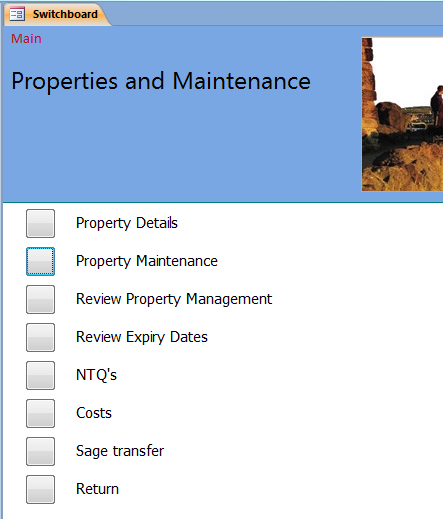 Switchboard
Main
Properties and Maintenance
Property Details
Property Maintenance
Review Property Management
Review Expiry Dates
NTQ's
Costs
Sage transfer
Return